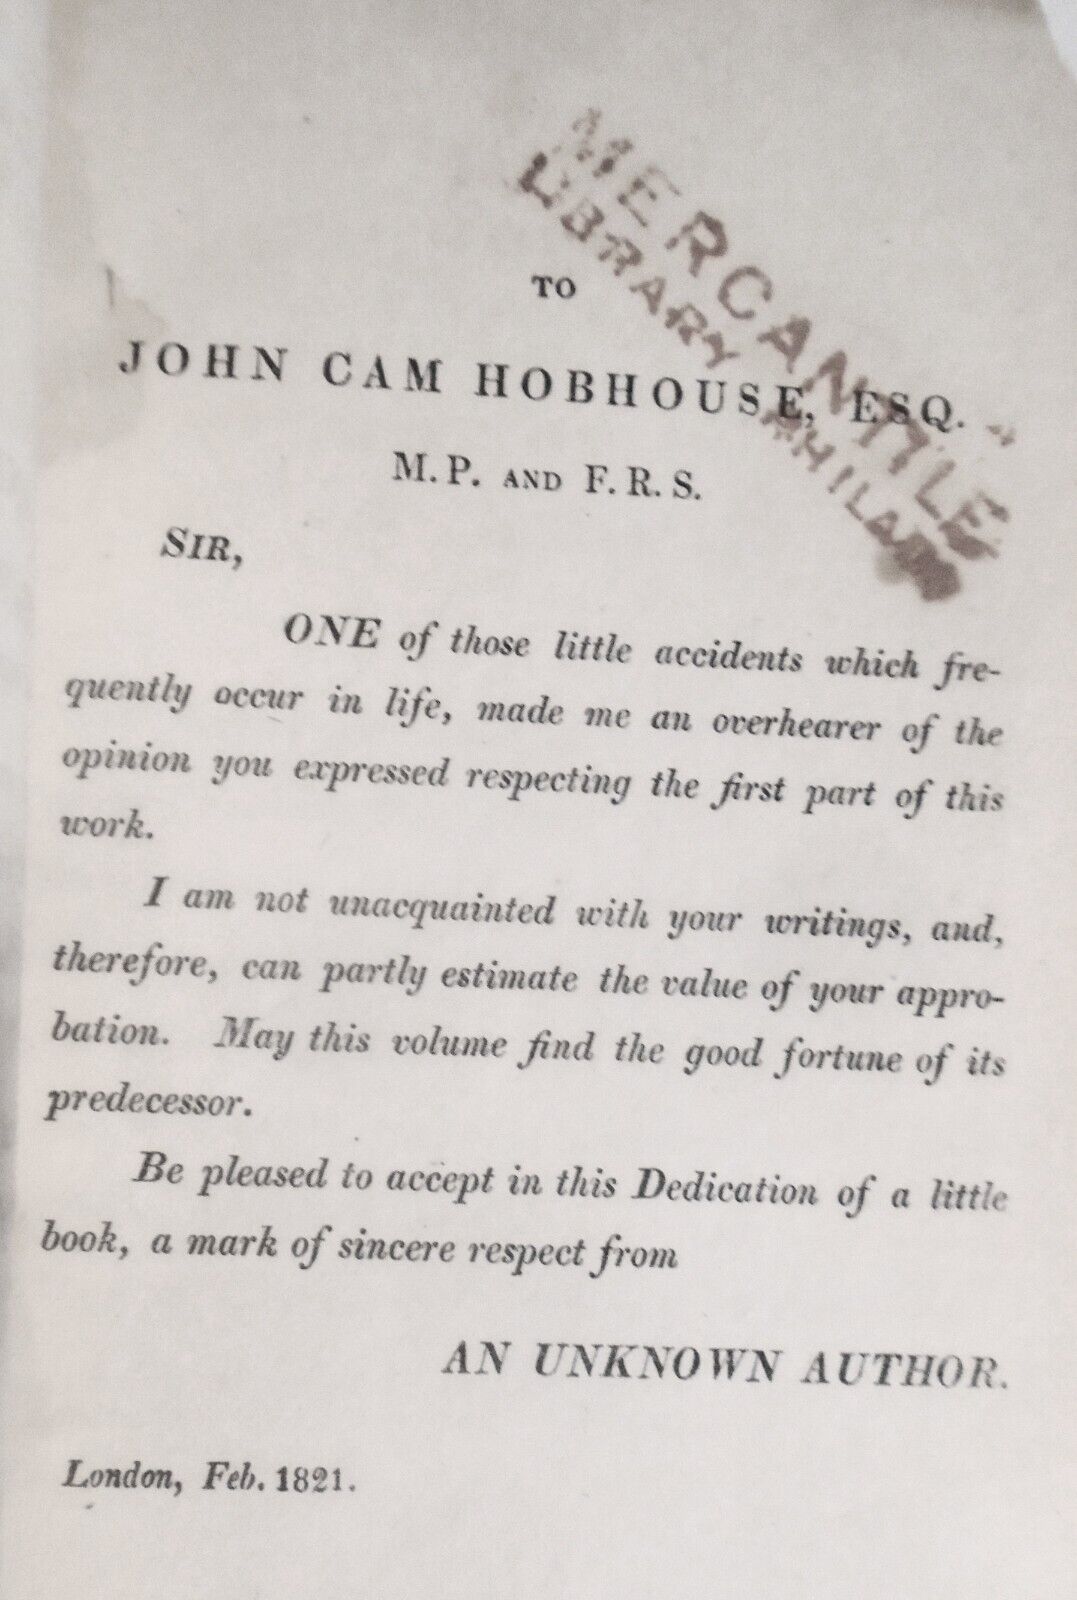 MERCANTILE
LIBRARY PHILAD
TO
JOHN CAM HOBHOUSE, ESQ.
M.P. AND F.R.S.
SIR,
ONE of those little accidents which fre-
quently occur in life, made me an overhearer of the
opinion you expressed respecting the first part of this
work.
I am not unacquainted with your writings, and,
therefore, can partly estimate the value of your appro-
bation. May this volume find the good fortune of its
predecessor.
Be pleased to accept in this Dedication of a little
book, a mark of sincere respect from
AN UNKNOWN AUTHOR.
London, Feb. 1821.